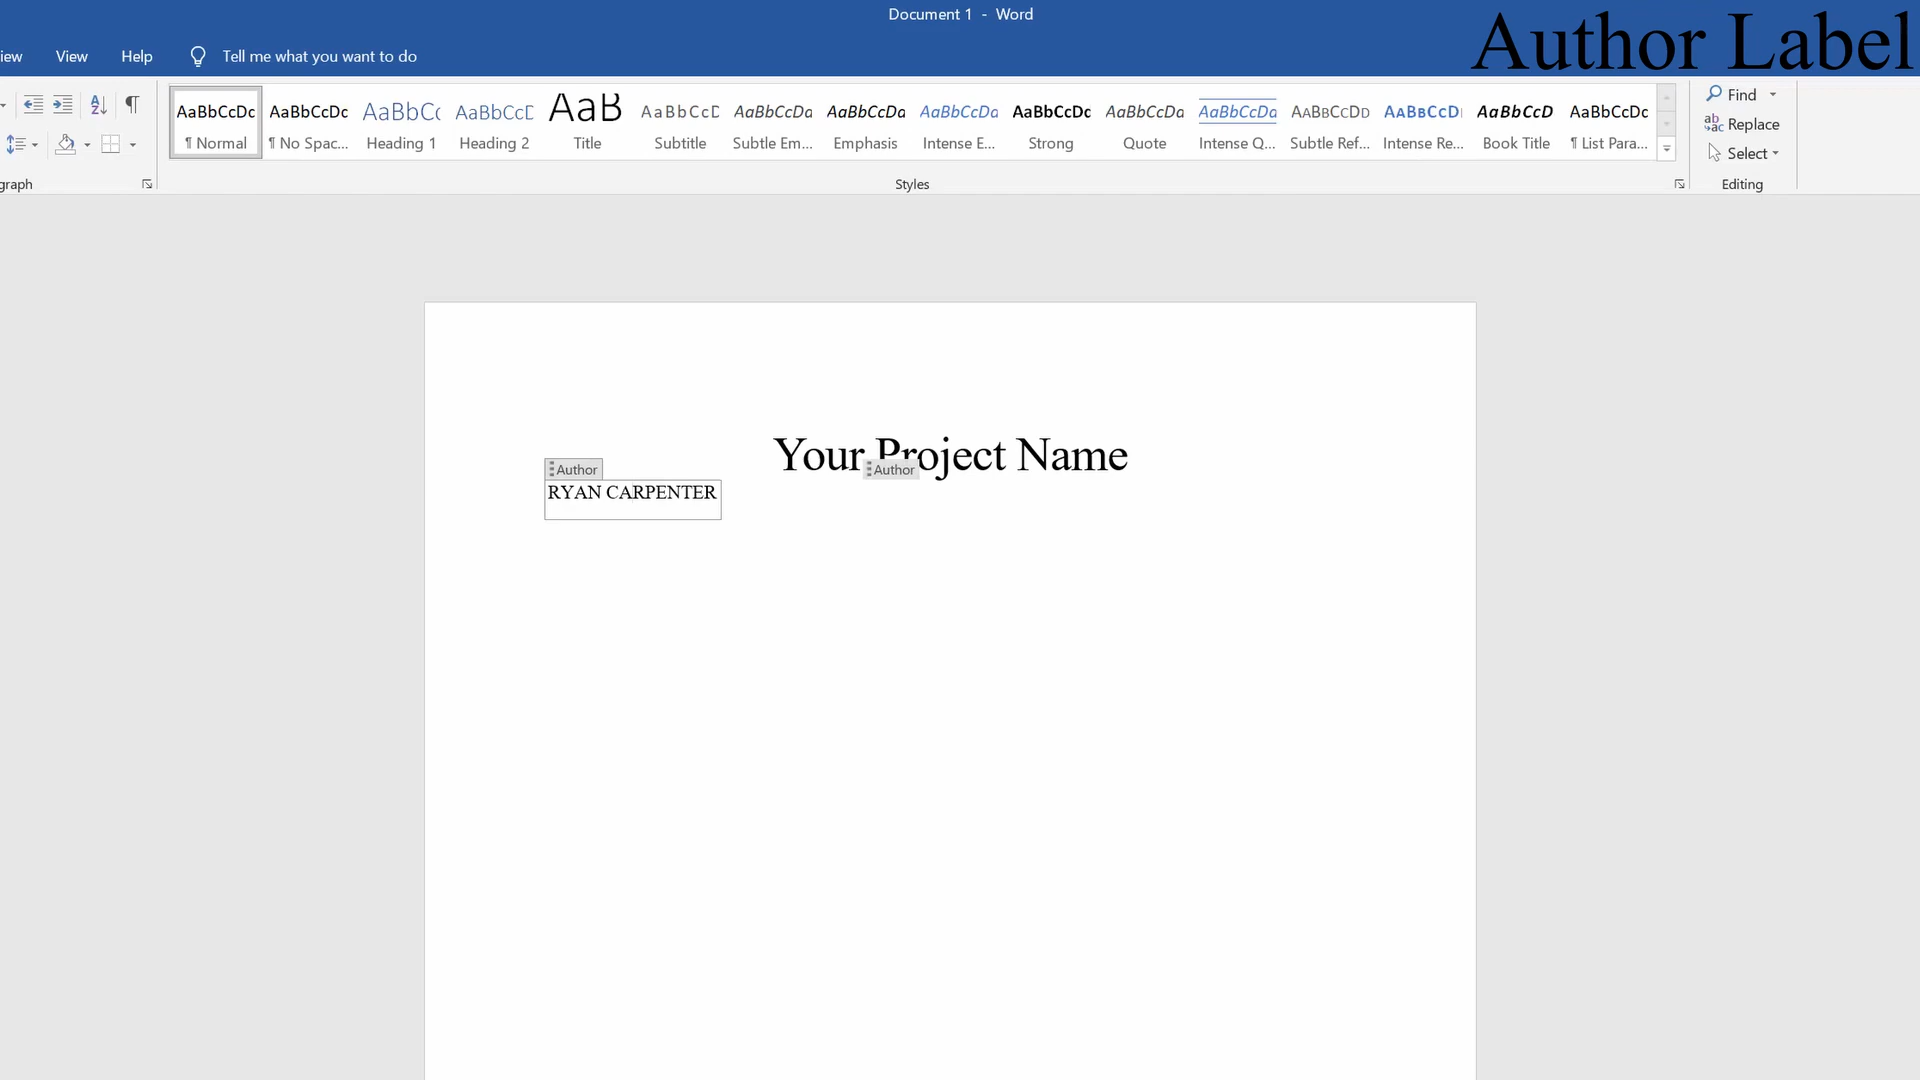 Document 1 - Word
Author Label
iew View Help Tell me what you want to do
AaBbCcDc AaBbCcDc AaBbCc AaBbCcD AaB AaBbCcD AaBbCcDa AaBbCcDa AaBbCcDa AaBbCcDc AaBbCcDa AaBbCcDa AaBbCcDd AaBbCcD AaBbCcD AaBbCcDc
¶ Normal ¶ No Spac... Heading 1 Heading 2 Title Subtitle Subtle Em... Emphasis Intense E... Strong Quote Intense Q... Subtle Ref... Intense Re... Book Title ¶ List Para...
Find
Replace
Select
graph Styles Editing
Your Project Name
Author Author
RYAN CARPENTER